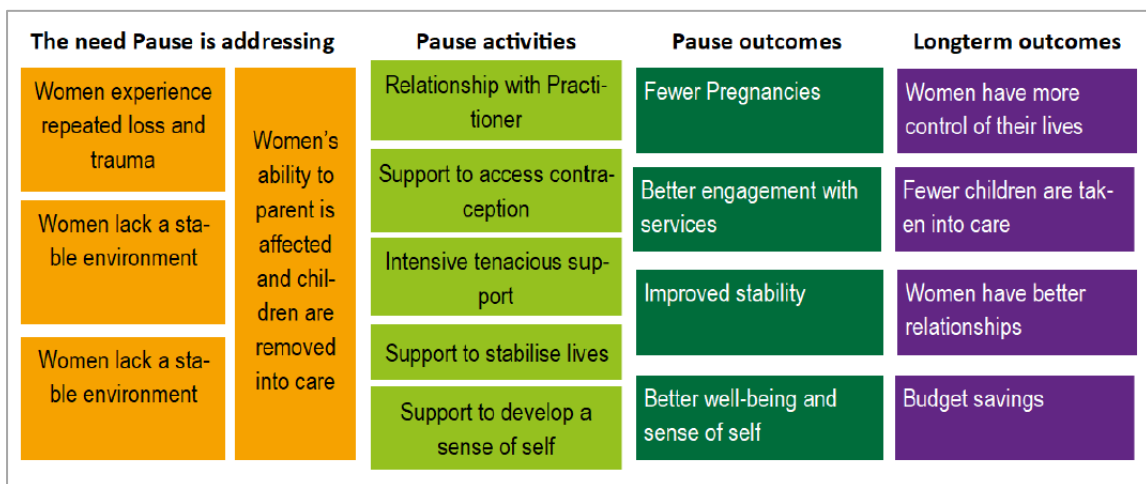 The need Pause is addressing
Women experience
repeated loss and
trauma
Women lack a sta-
ble environment
Women lack a sta-
ble environment
Women's
ability to
parent is
affected
and chil-
dren are
removed
into care
Pause activities
Relationship with Practi-
tioner
Support to access contra-
ception
Intensive tenacious sup-
port
Support to stabilise lives
Support to develop a
sense of self
Pause outcomes
Fewer Pregnancies
Better engagement with
services
Improved stability
Better well-being and
sense of self
Longterm outcomes
Women have more
control of their lives
Fewer children are tak-
en into care
Women have better
relationships
Budget savings